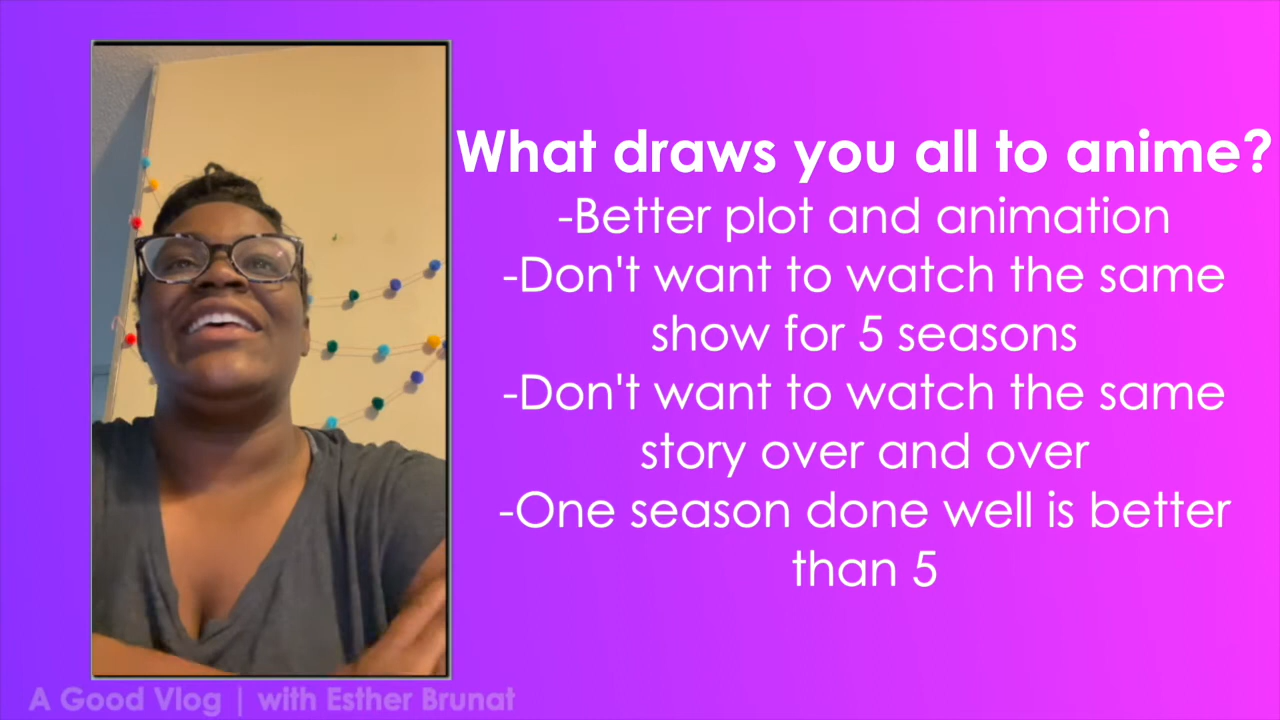 What draws you all to anime?
-Better plot and animation
-Don't want to watch the same
show for 5 seasons
-Don't want to watch the same
story over and over
-One season done well is better
than 5
A Good Vlog | with Esther Brunat